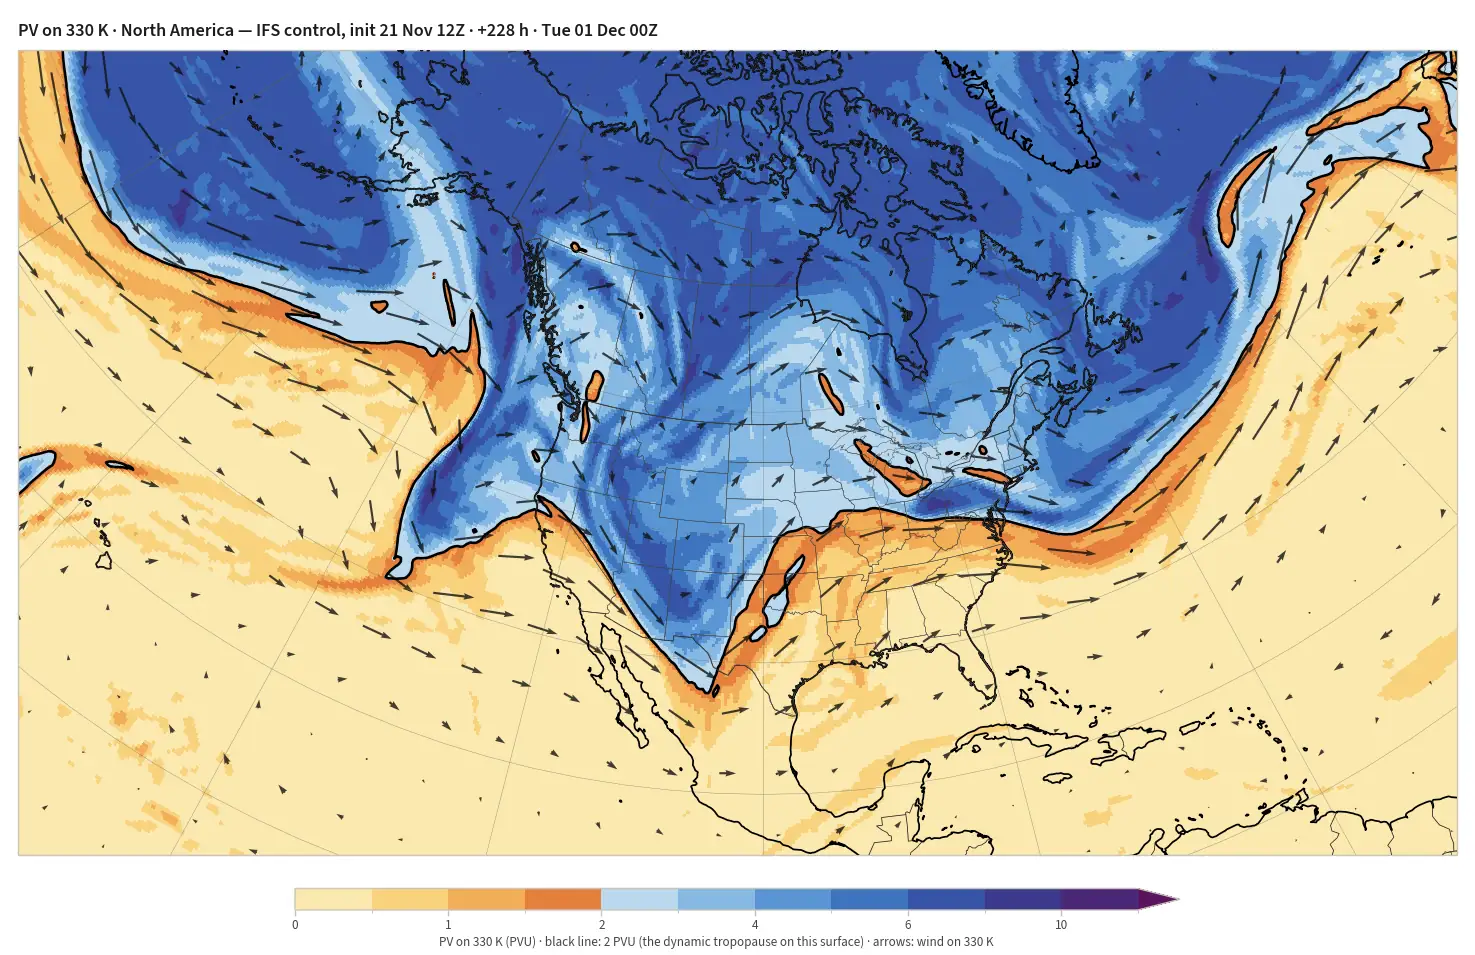 PV on 330 K · North America — IFS control, init 21 Nov 12Z · +228 h · Tue 01 Dec 00Z
0 1 2 4 6 10
PV on 330 K (PVU) · black line: 2 PVU (the dynamic tropopause on this surface) · arrows: wind on 330 K